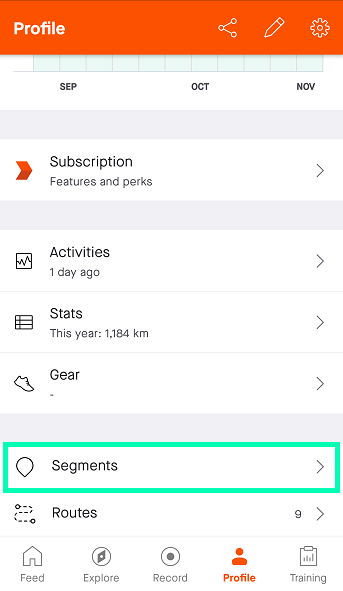 Profile
SEP OCT NOV
Subscription
Features and perks
Activities
1 day ago
Stats
This year: 1,184 km
Gear
-
Segments
Routes 9
Feed Explore Record Profile Training